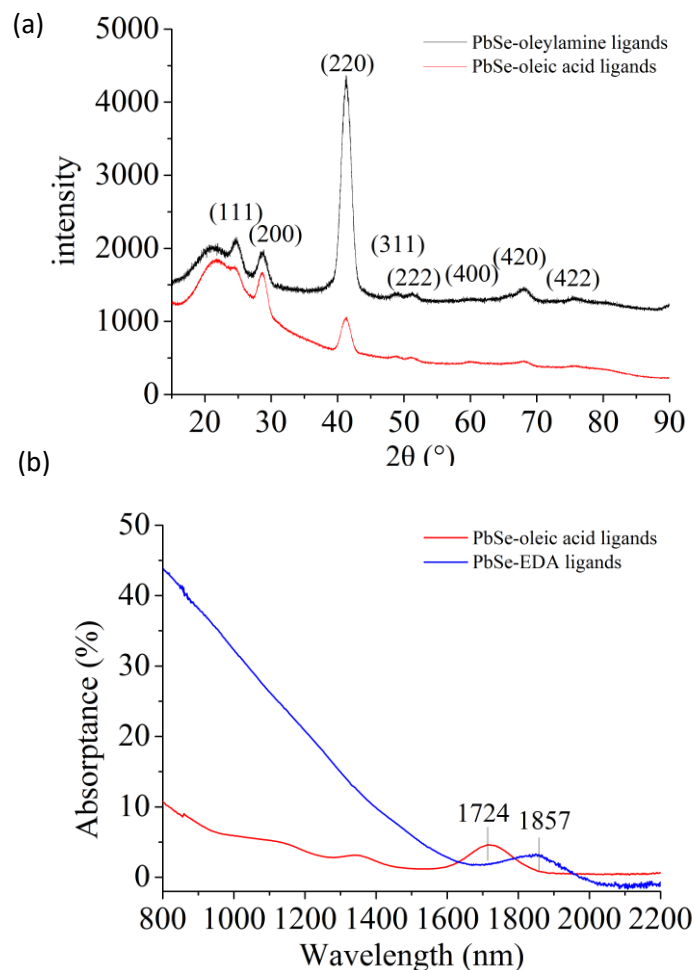 (a)
PbSe-oleylamine ligands
PbSe-oleic acid ligands
5000
4000
3000
2000
1000
0
intensity
(111)
(200)
(220)
(311)
(222)
(400)
(420)
(422)
20 30 40 50 60 70 80 90
2θ (°)
(b)
PbSe-oleic acid ligands
PbSe-EDA ligands
50
40
30
20
10
0
Absorptance (%)
1724
1857
800 1000 1200 1400 1600 1800 2000 2200
Wavelength (nm)